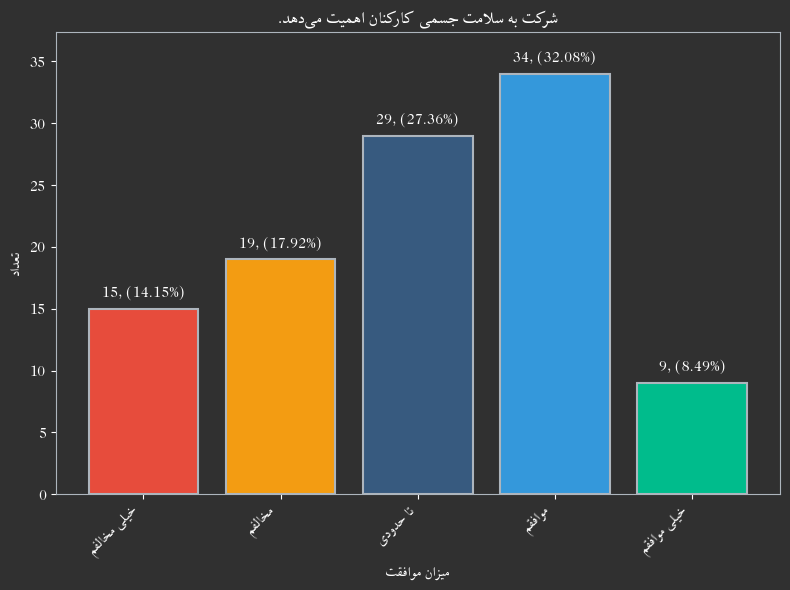 شرکت به سلامت جسمی کارکنان اهمیت می‌دهد.
34, (32.08%)
35
29, (27.36%)
30
25
19, (17.92%)
20
15, (14.15%)
15
9, (8.49%)
10
5
0
تعداد
خیلی مخالفم
مخالفم
تا حدودی
موافقم
خیلی موافقم
میزان موافقت